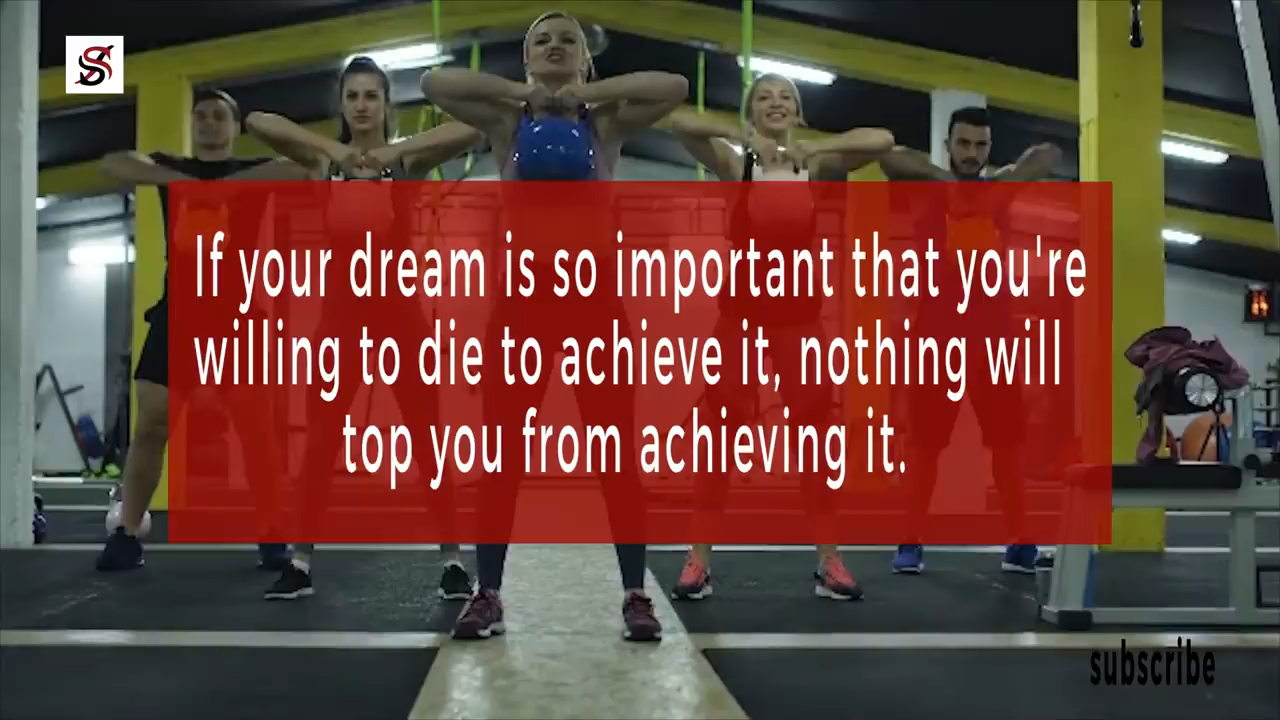 If your dream is so important that you're
willing to die to achieve it, nothing will
top you from achieving it.
subscribe